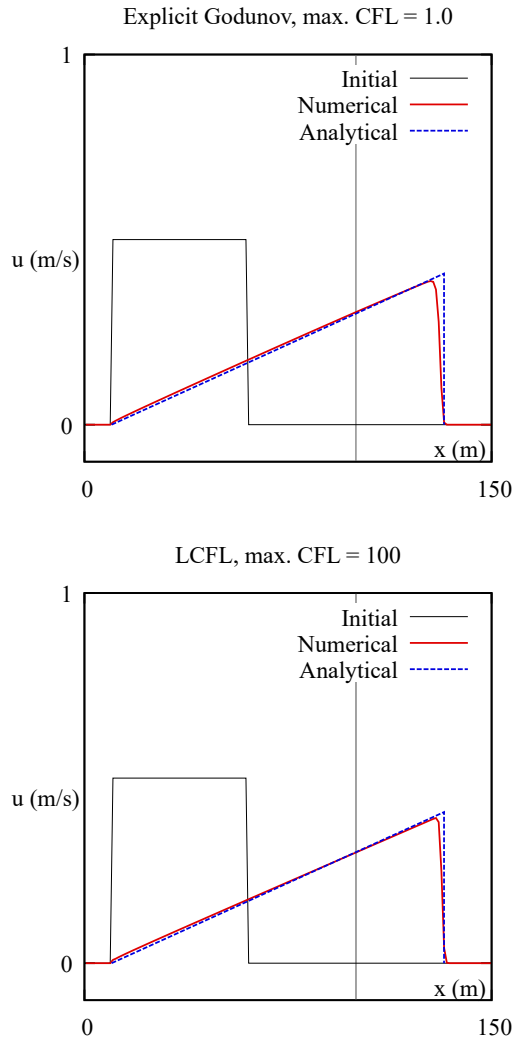 Explicit Godunov, max. CFL = 1.0
1
Initial
Numerical
Analytical
u (m/s)
0
x (m)
0 150
LCFL, max. CFL = 100
1
Initial
Numerical
Analytical
u (m/s)
0
x (m)
0 150